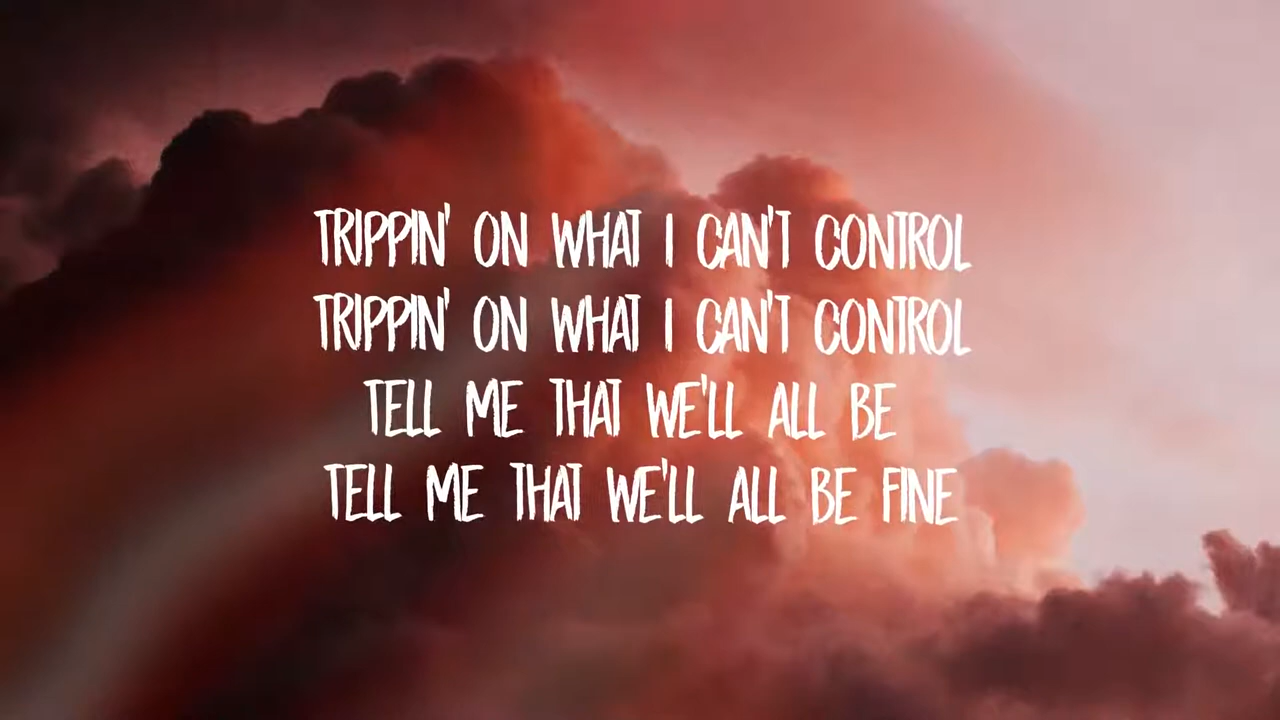 TRIPPIN' ON WHAT I CAN'T CONTROL
TRIPPIN' ON WHAT I CAN'T CONTROL
TELL ME THAT WE'LL ALL BE
TELL ME THAT WE'LL ALL BE FINE